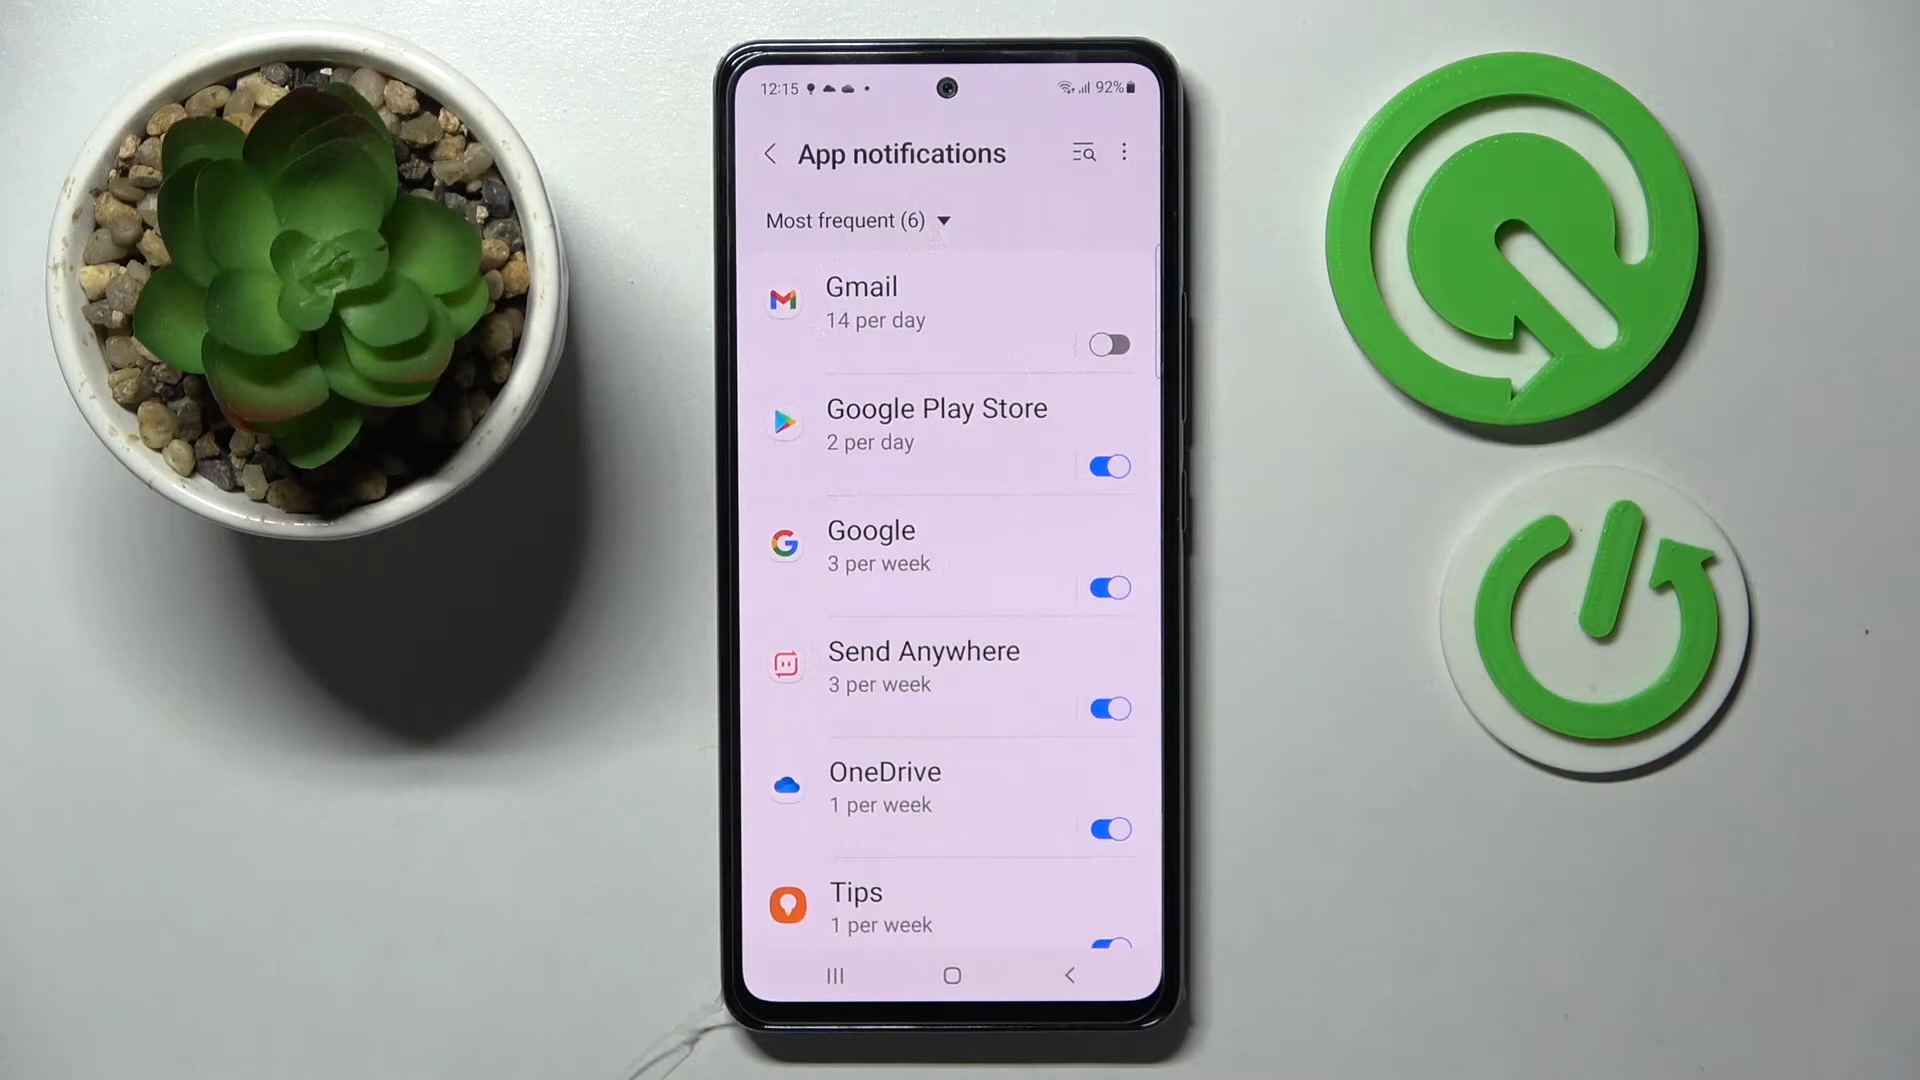 12:15
92%
App notifications
Most frequent (6)
Gmail
14 per day
Google Play Store
2 per day
Google
3 per week
Send Anywhere
3 per week
OneDrive
1 per week
Tips
1 per week